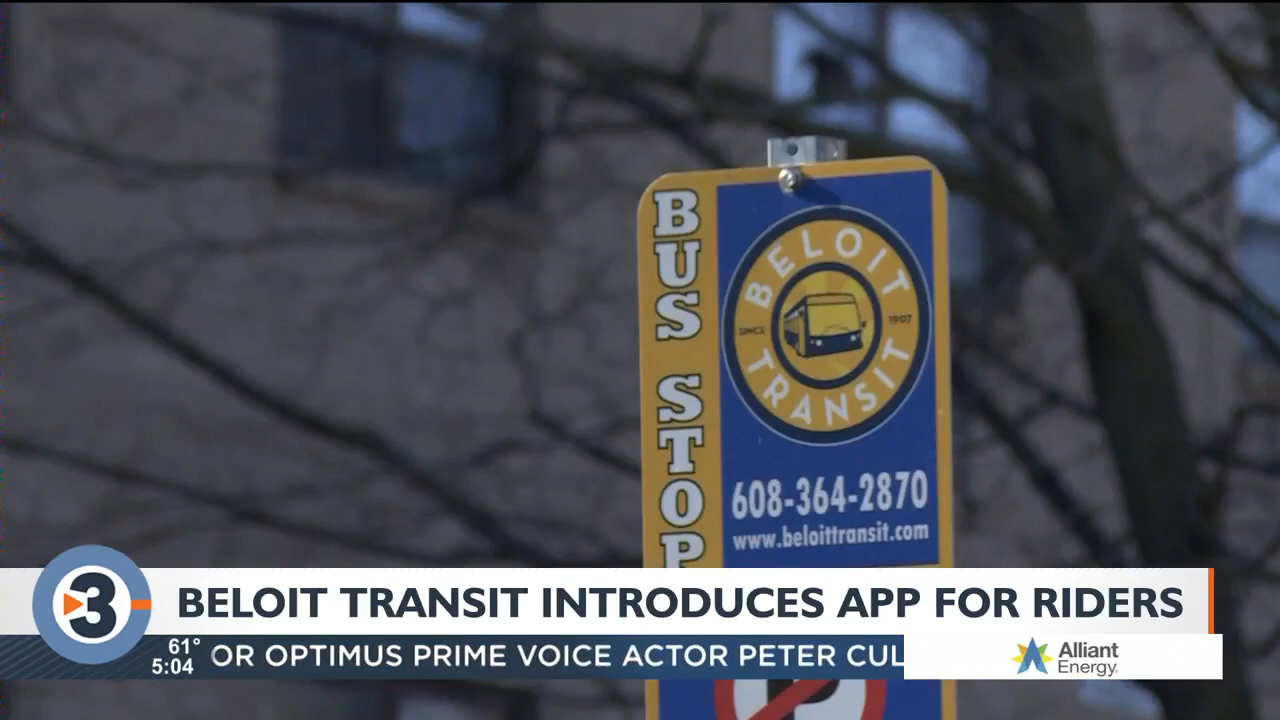 BUS STOP
BELOIT
SINCE 1907
TRANSIT
608-364-2870
www.beloittransit.com
3
BELOIT TRANSIT INTRODUCES APP FOR RIDERS
61°
5:04
OR OPTIMUS PRIME VOICE ACTOR PETER CUL
Alliant
Energy